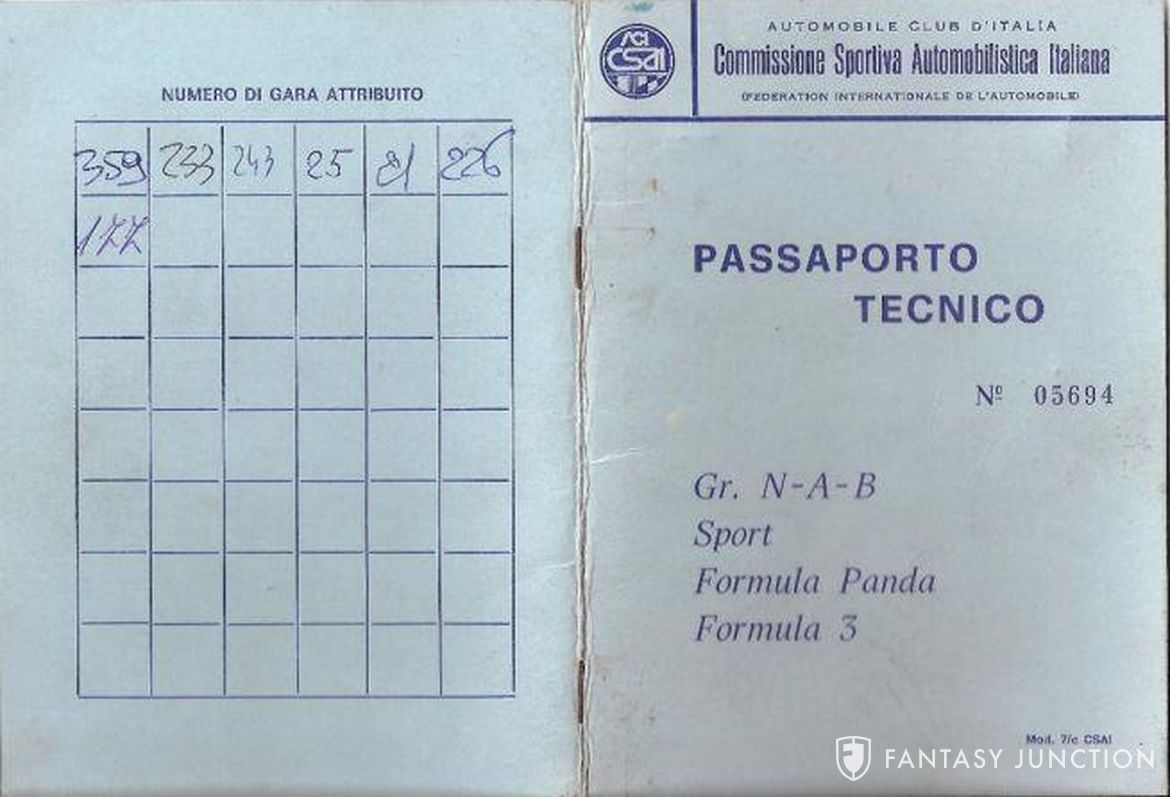 NUMERO DI GARA ATTRIBUITO
359 233 243 25 21 226
177
ACI
CSAI
AUTOMOBILE CLUB D'ITALIA
Commissione Sportiva Automobilistica Italiana
(FEDERATION INTERNATIONALE DE L'AUTOMOBILE)
PASSAPORTO
TECNICO
Nº 05694
Gr. N-A-B
Sport
Formula Panda
Formula 3
Mod. 7/c CSAI
FANTASY JUNCTION